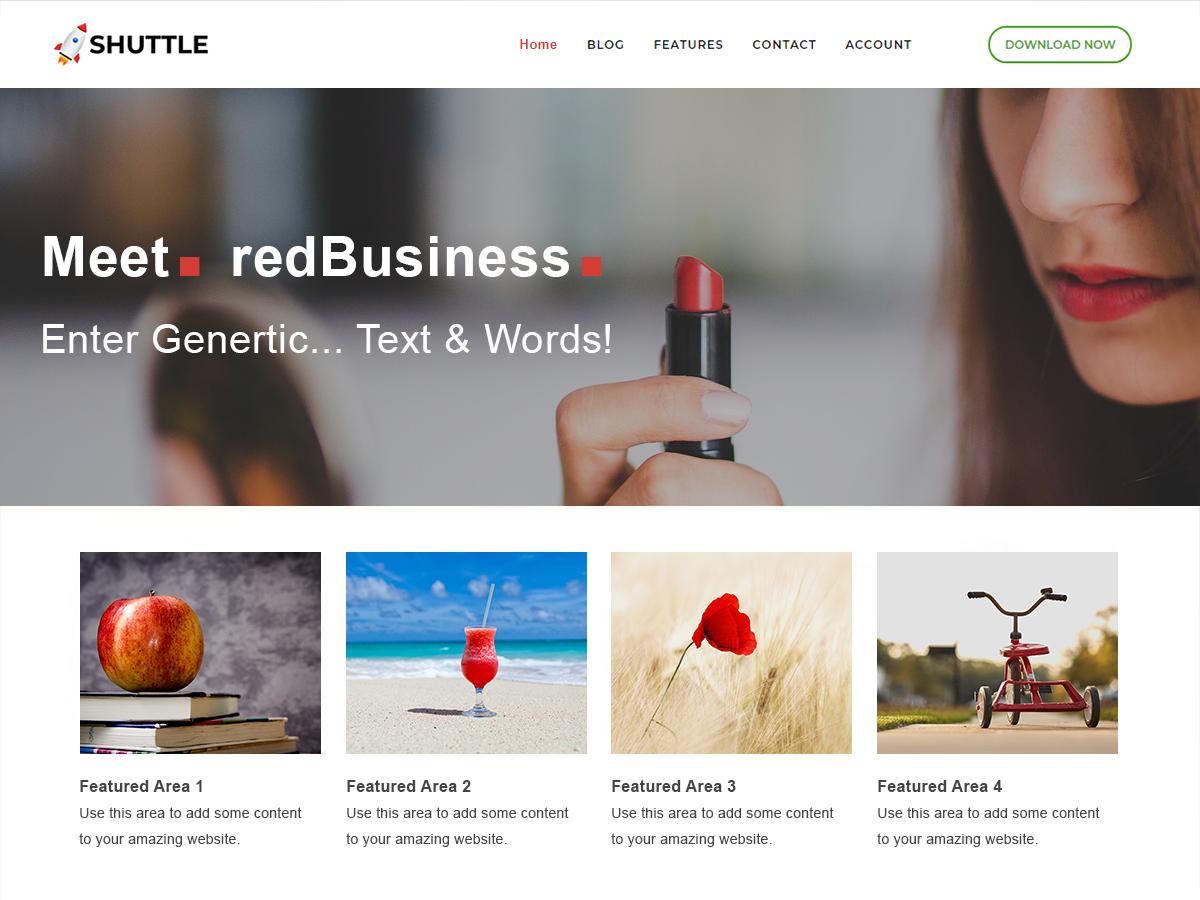 SHUTTLE
Home BLOG FEATURES CONTACT ACCOUNT DOWNLOAD NOW
Meet. redBusiness.
Enter Genertic... Text & Words!
Featured Area 1
Use this area to add some content
to your amazing website.
Featured Area 2
Use this area to add some content
to your amazing website.
Featured Area 3
Use this area to add some content
to your amazing website.
Featured Area 4
Use this area to add some content
to your amazing website.